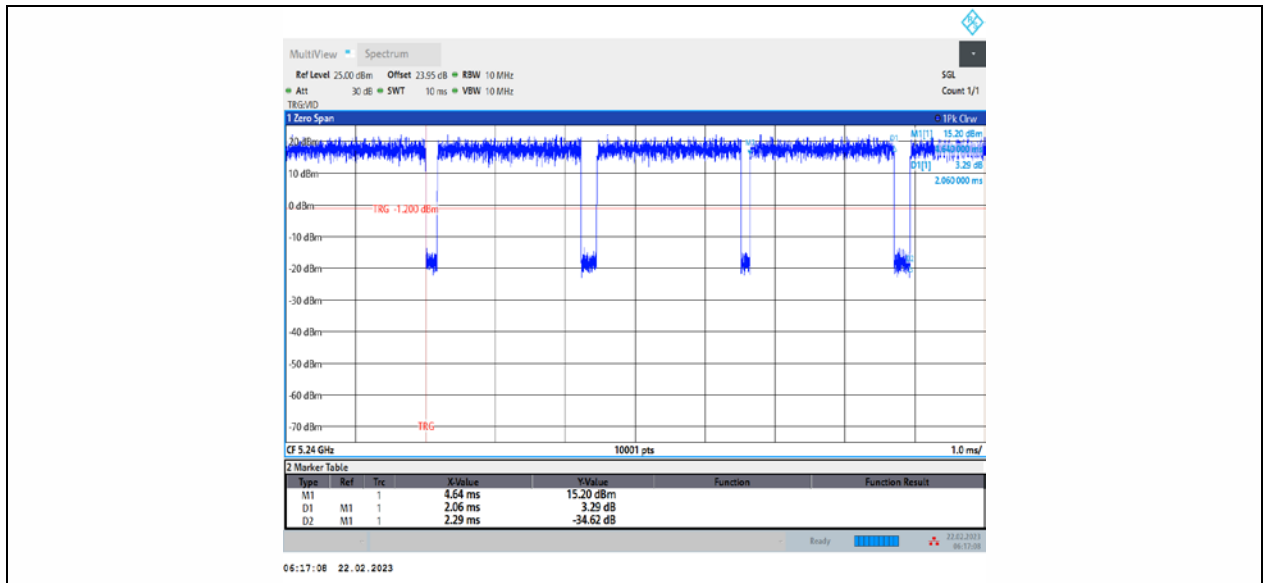 MultiView Spectrum
Ref Level 25.00 dBm Offset 23.95 dB RBW 10 MHz SGL
Att 30 dB SWT 10 ms VBW 10 MHz Count 1/1
TRG:VID
1 Zero Span 1Pk Clrw
M1[1] 15.20 dBm
20 dBm
D1
D1[1] 3.29 dB
10 dBm
2.060 000 ms
0 dBm
TRG -1.200 dBm
-10 dBm
-20 dBm
-30 dBm
-40 dBm
-50 dBm
-60 dBm
-70 dBm
TRG
CF 5.24 GHz 10001 pts 1.0 ms/
2 Marker Table
Type Ref Trc X-Value Y-Value Function Function Result
M1 1 4.64 ms 15.20 dBm
D1 M1 1 2.06 ms 3.29 dB
D2 M1 1 2.29 ms -34.62 dB
Ready 22.02.2023
06:17:08
06:17:08 22.02.2023